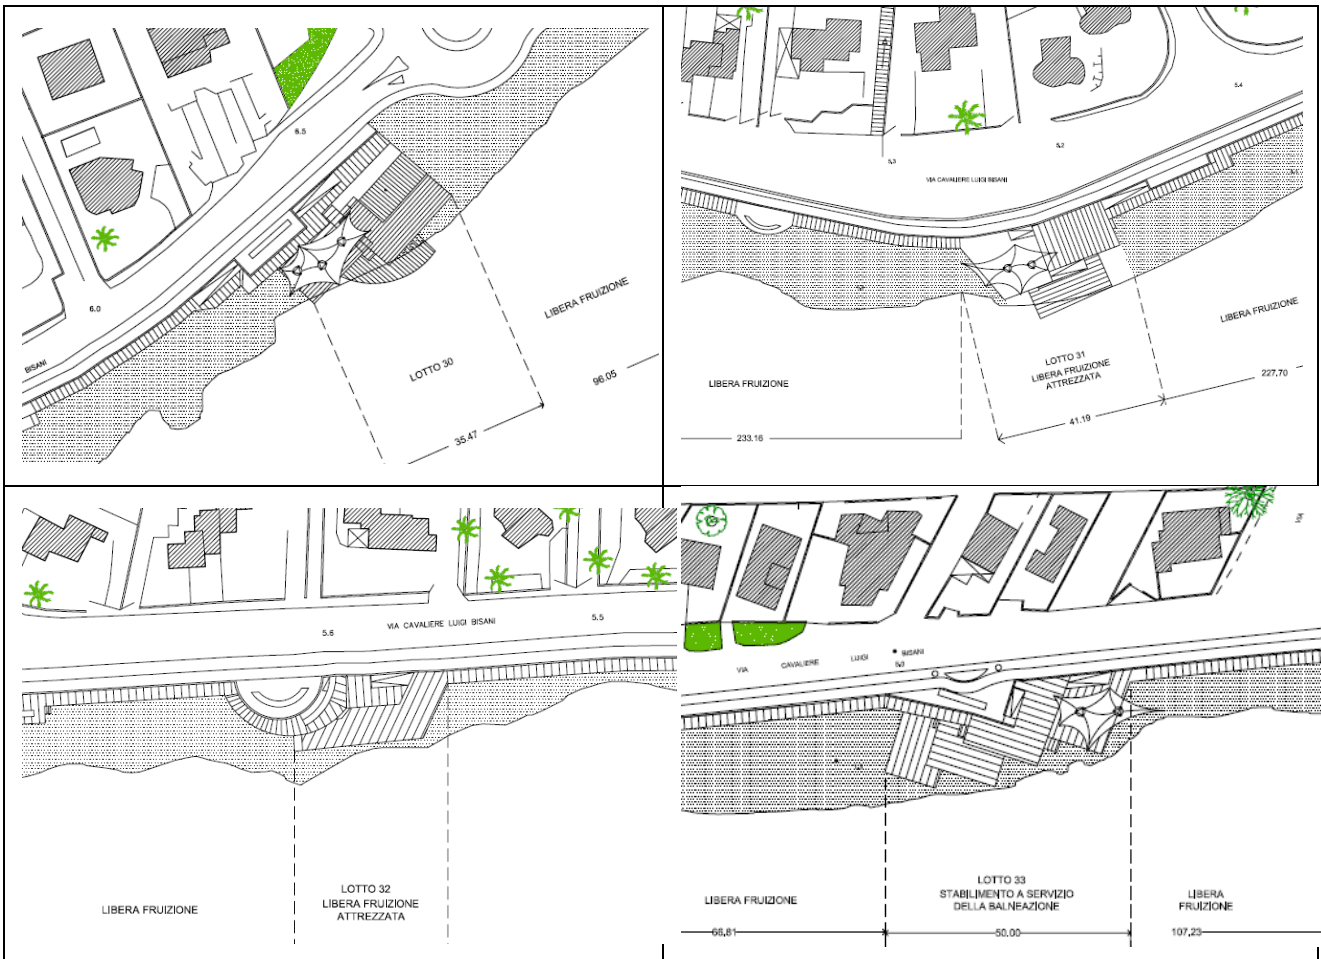 6.5
6.0
BISANI
LOTTO 30
LIBERA FRUIZIONE
35.47
96.05
5.4
5.2
5.3
VIA CAVALIERE LUIGI BISANI
LIBERA FRUIZIONE
LOTTO 31
LIBERA FRUIZIONE
ATTREZZATA
LIBERA FRUIZIONE
233.16
41.19
227,70
5.6
VIA CAVALIERE LUIGI BISANI
5.5
LIBERA FRUIZIONE
LOTTO 32
LIBERA FRUIZIONE
ATTREZZATA
VIA
VIA CAVALIERE LUIGI BISANI
LIBERA FRUIZIONE
LOTTO 33
STABILIMENTO A SERVIZIO
DELLA BALNEAZIONE
LIBERA
FRUIZIONE
66,81
50.00
107,23